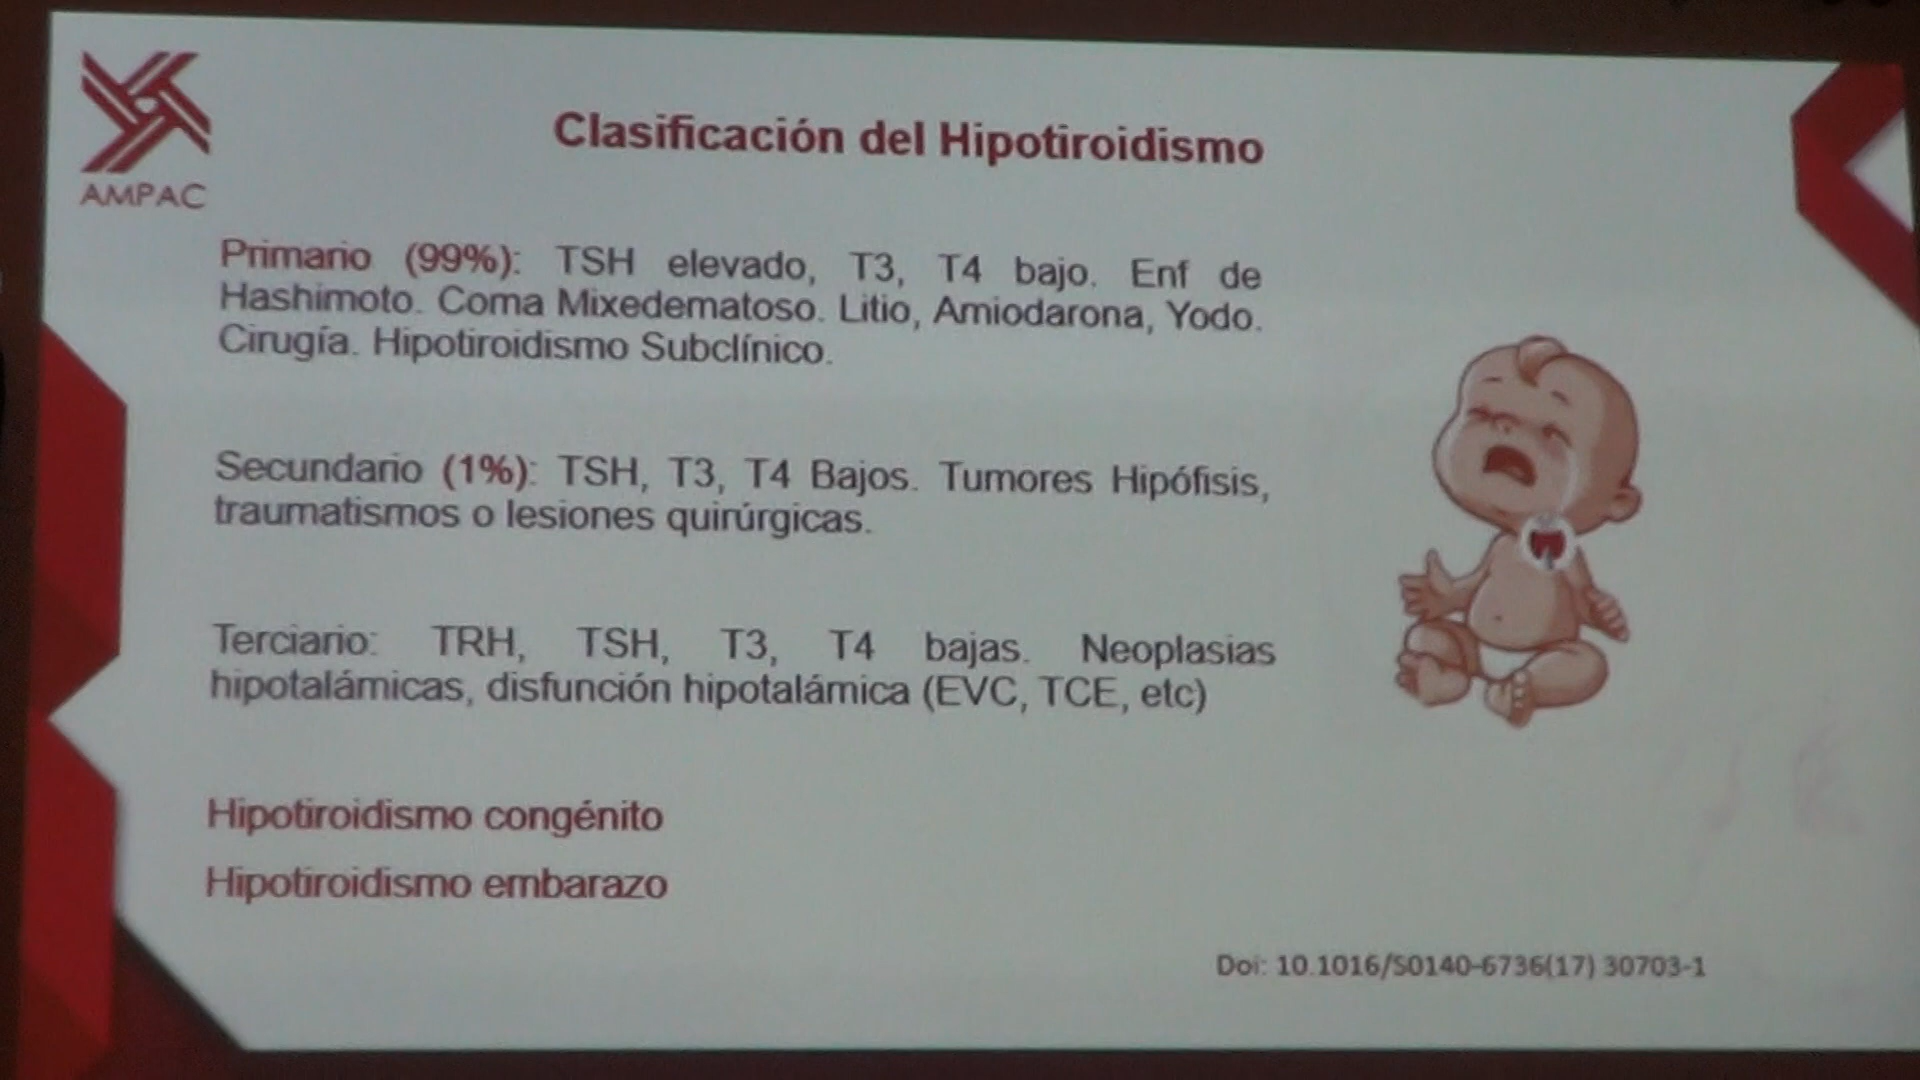 AMPAC
Clasificación del Hipotiroidismo
Primario (99%): TSH elevado, T3, T4 bajo. Enf de
Hashimoto. Coma Mixedematoso. Litio, Amiodarona, Yodo.
Cirugía. Hipotiroidismo Subclínico.
Secundario (1%): TSH, T3, T4 Bajos. Tumores Hipófisis,
traumatismos o lesiones quirúrgicas.
Terciario: TRH, TSH, T3, T4 bajas. Neoplasias
hipotalámicas, disfunción hipotalámica (EVC, TCE, etc)
Hipotiroidismo congénito
Hipotiroidismo embarazo
Doi: 10.1016/S0140-6736(17) 30703-1